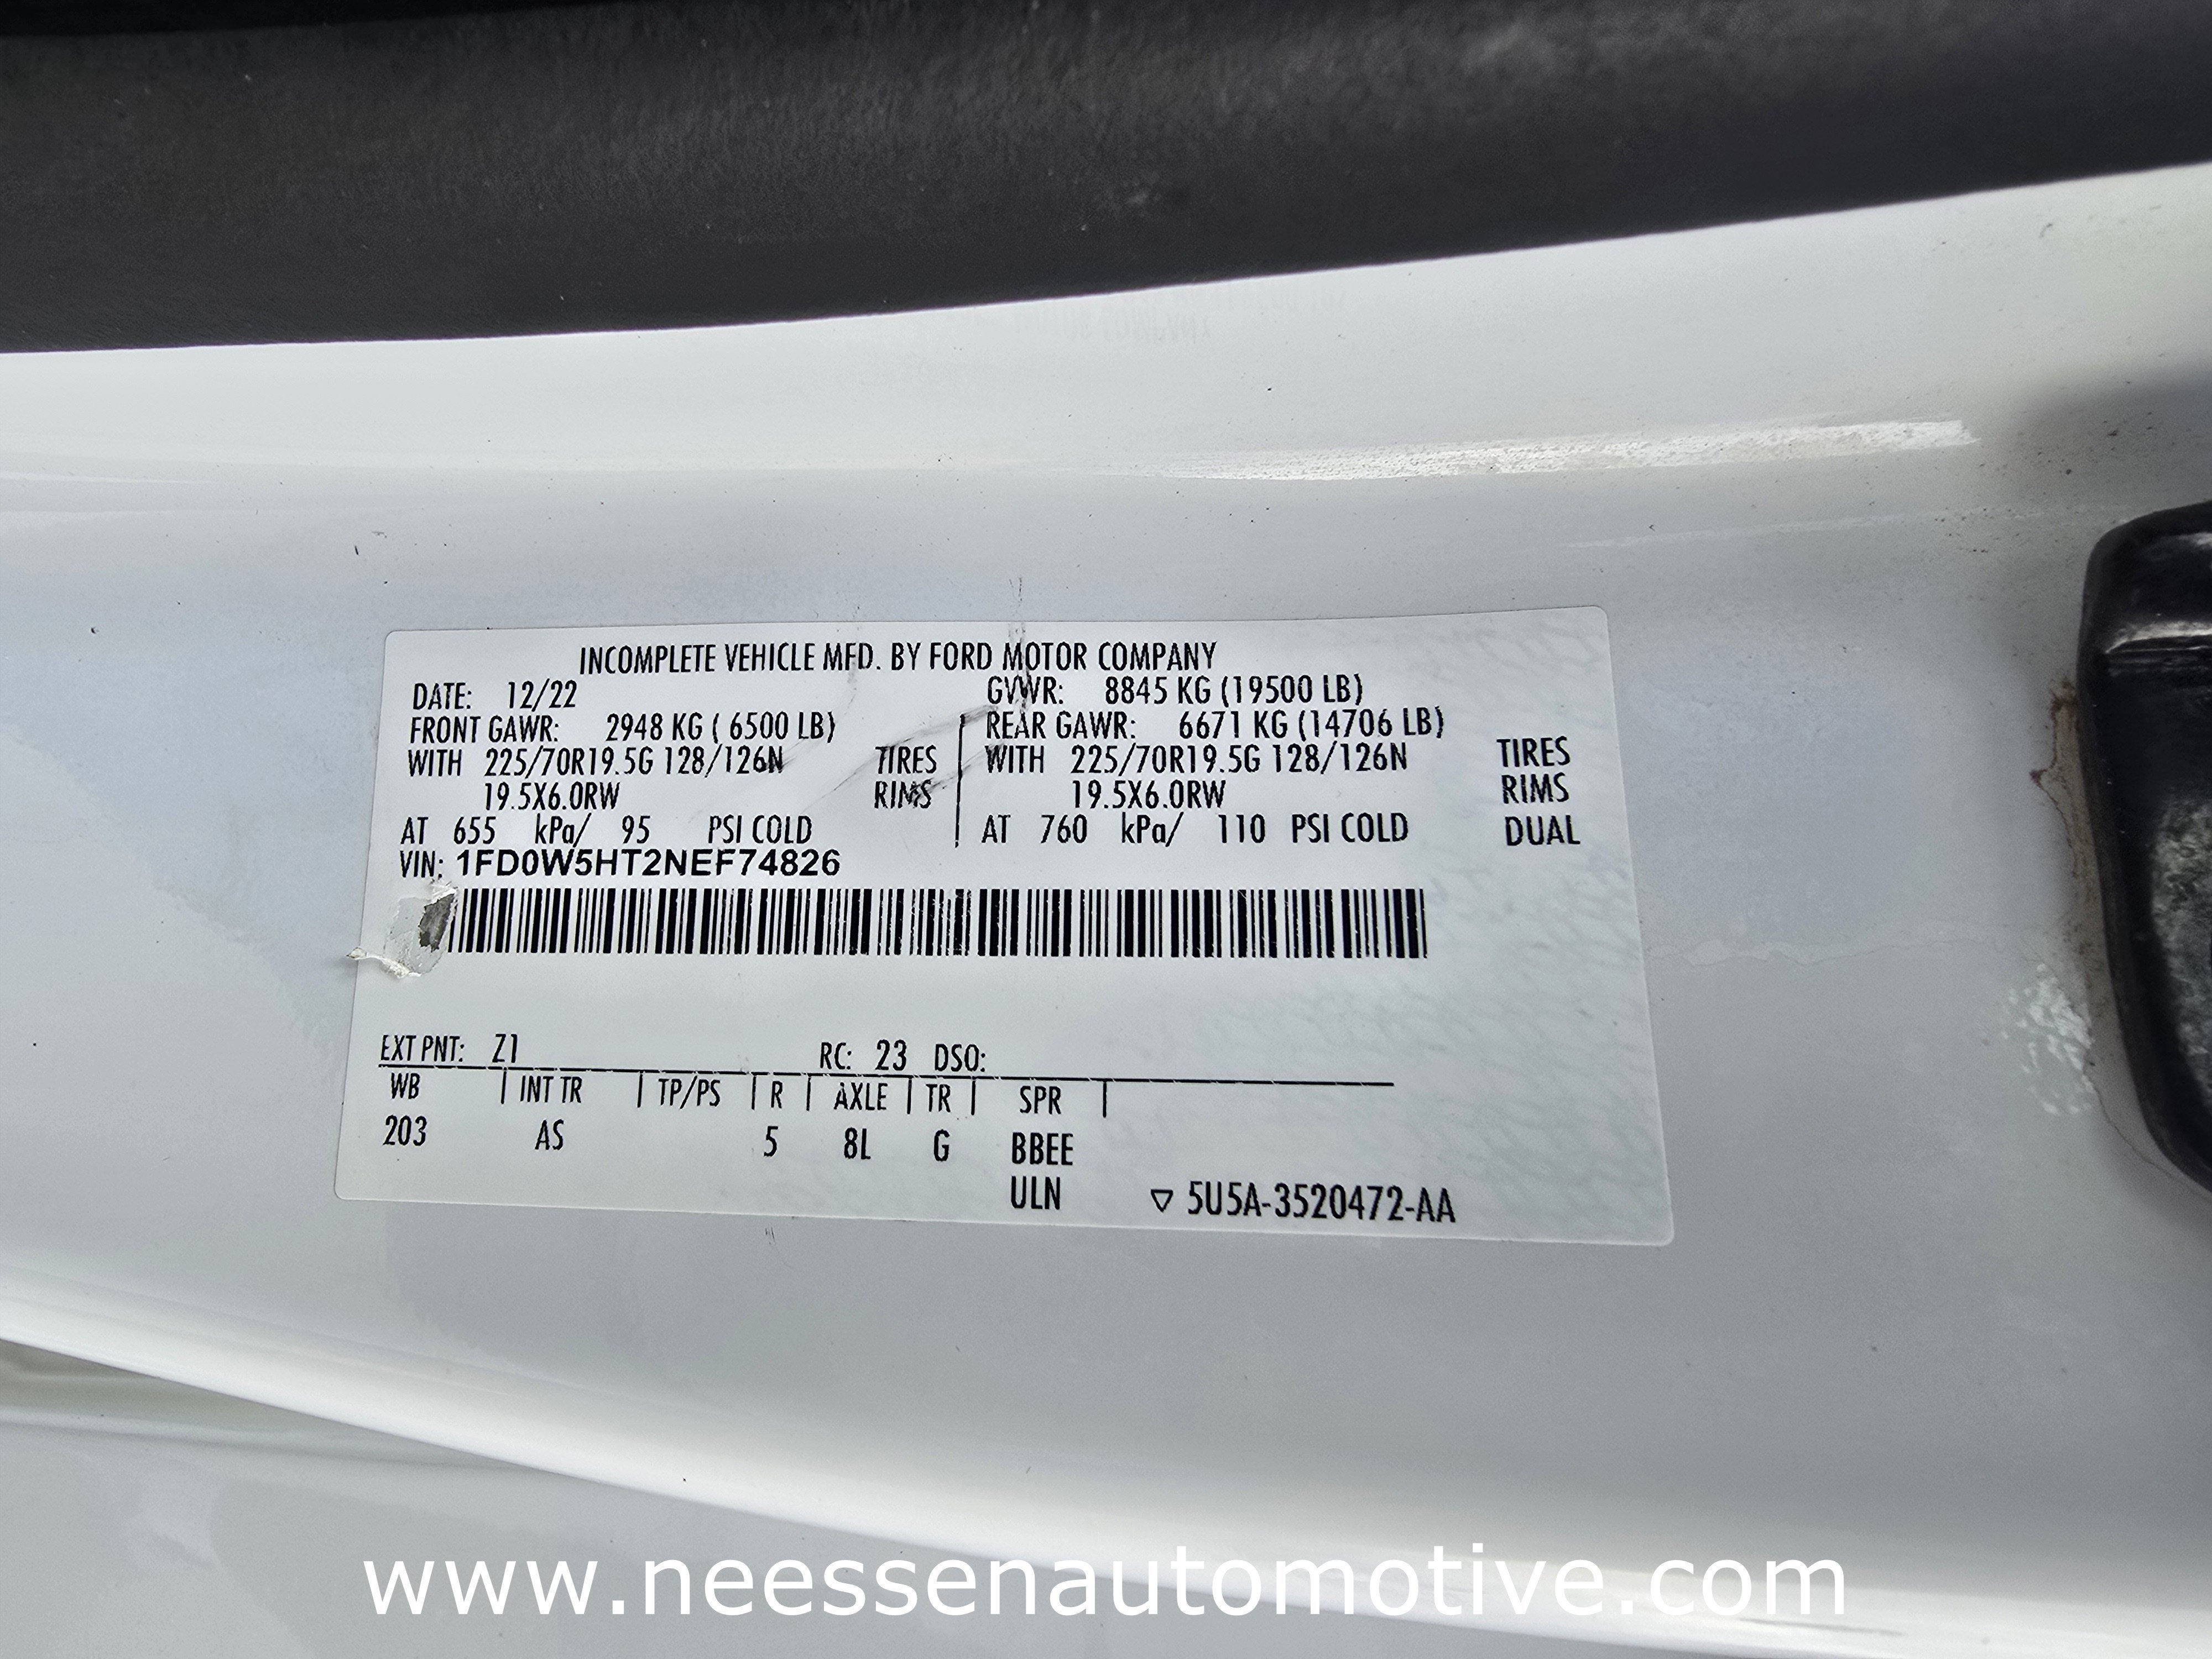 INCOMPLETE VEHICLE MFD. BY FORD MOTOR COMPANY
DATE: 12/22 GVWR: 8845 KG (19500 LB)
FRONT GAWR: 2948 KG ( 6500 LB) REAR GAWR: 6671 KG (14706 LB)
WITH 225/70R19.5G 128/126N TIRES WITH 225/70R19.5G 128/126N TIRES
19.5X6.0RW RIMS 19.5X6.0RW RIMS
AT 655 kPa/ 95 PSI COLD AT 760 kPa/ 110 PSI COLD DUAL
VIN: 1FD0W5HT2NEF74826
EXT PNT: Z1 RC: 23 DSO:
WB INT TR TP/PS R AXLE TR SPR
203 AS 5 8L G BBEE
ULN ▽ 5U5A-3520472-AA
www.neessenautomotive.com